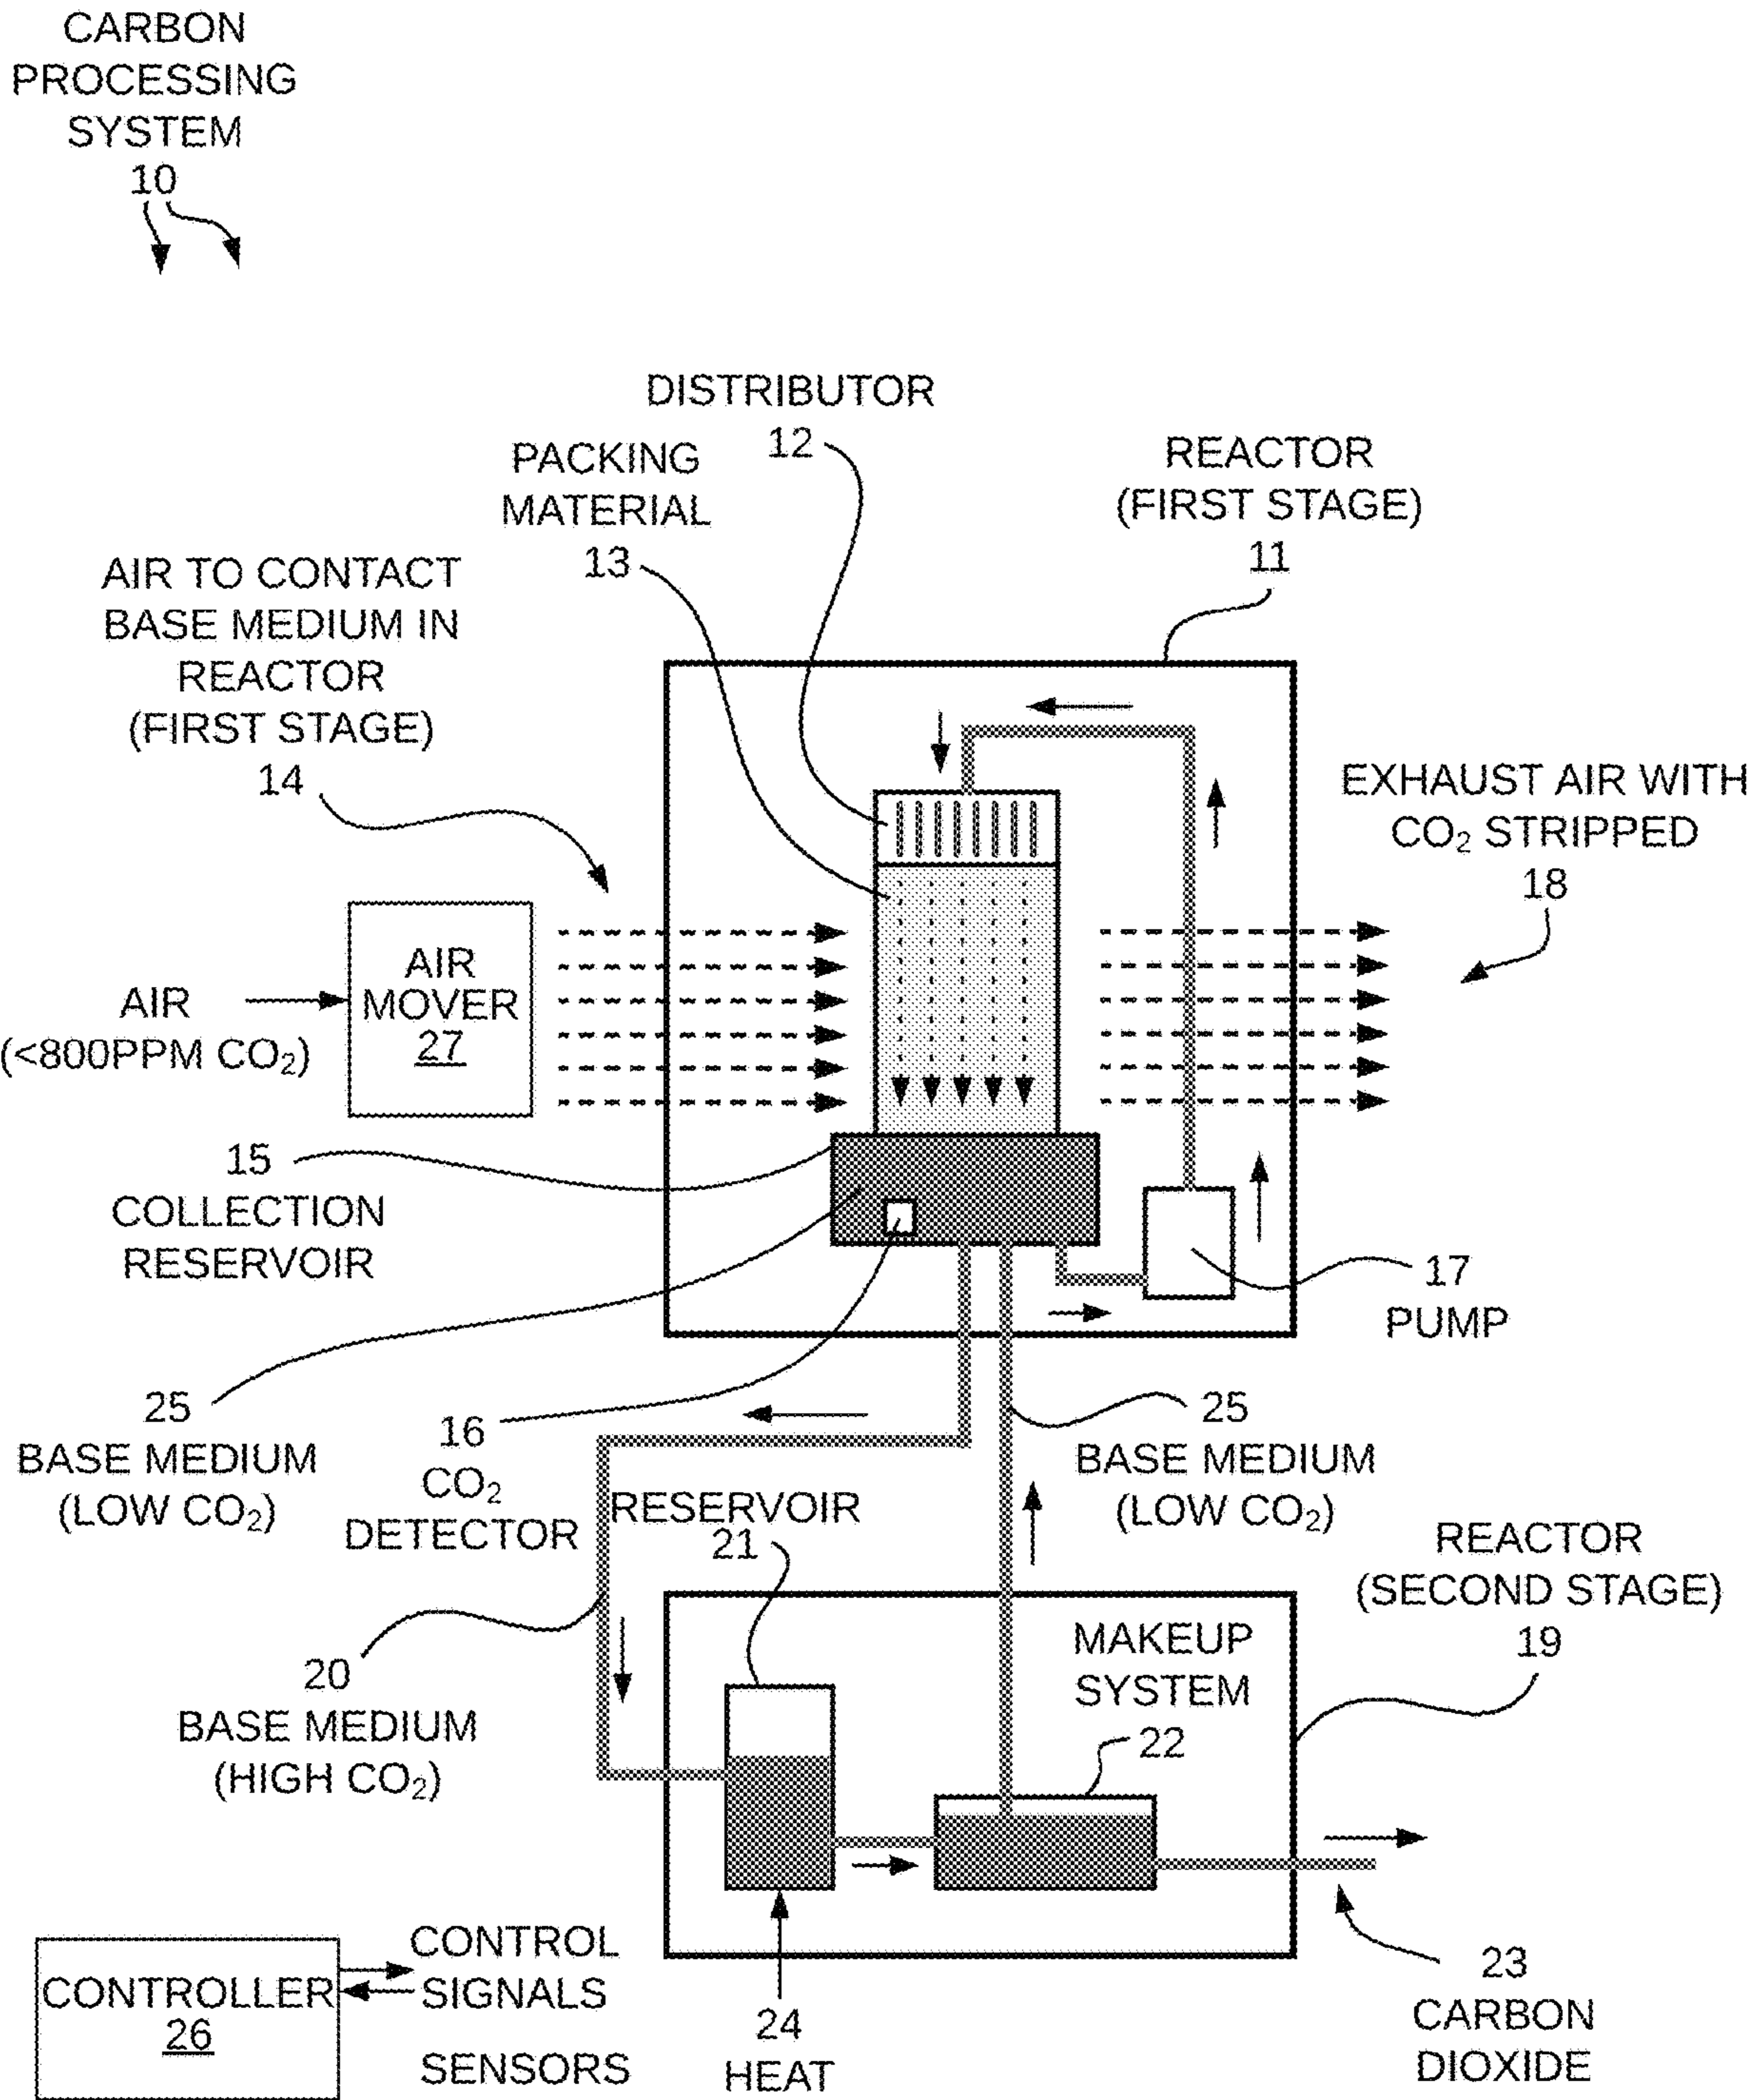 CARBON
PROCESSING
SYSTEM
10
DISTRIBUTOR
12
PACKING
MATERIAL
13
REACTOR
(FIRST STAGE)
11
AIR TO CONTACT
BASE MEDIUM IN
REACTOR
(FIRST STAGE)
14
EXHAUST AIR WITH
CO₂ STRIPPED
18
AIR
MOVER
27
AIR
(<800PPM CO₂)
15
COLLECTION
RESERVOIR
17
PUMP
25
BASE MEDIUM
(LOW CO₂)
16
CO₂
DETECTOR
25
BASE MEDIUM
(LOW CO₂)
RESERVOIR
21
REACTOR
(SECOND STAGE)
19
MAKEUP
SYSTEM
22
20
BASE MEDIUM
(HIGH CO₂)
CONTROLLER
26
CONTROL
SIGNALS
SENSORS
24
HEAT
23
CARBON
DIOXIDE